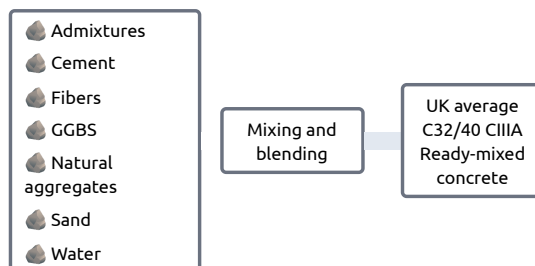 Admixtures
Cement
Fibers
GGBS
Natural
aggregates
Sand
Water
Mixing and
blending
UK average
C32/40 CIIIA
Ready-mixed
concrete